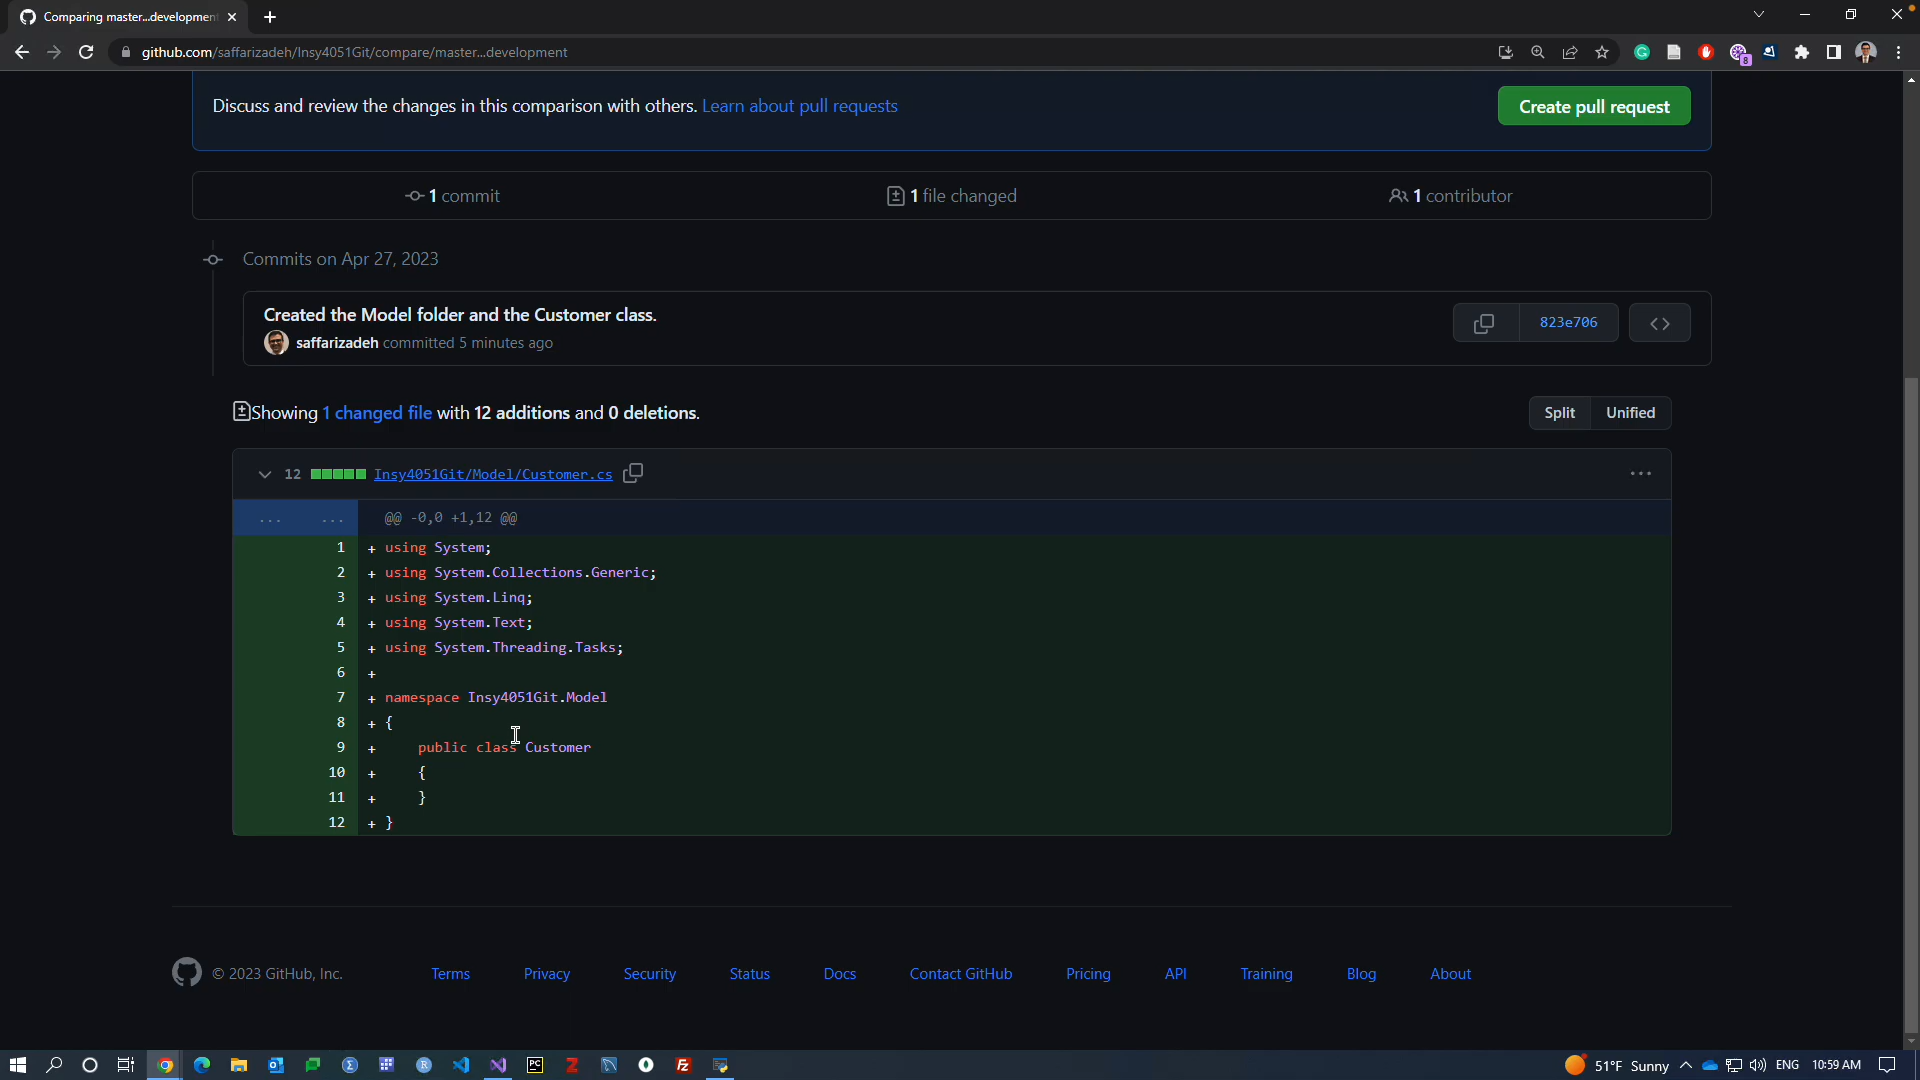 Comparing master...development
github.com/saffarizadeh/Insy4051Git/compare/master...development
8
Discuss and review the changes in this comparison with others. Learn about pull requests
Create pull request
1 commit
1 file changed
1 contributor
Commits on Apr 27, 2023
Created the Model folder and the Customer class.
saffarizadeh committed 5 minutes ago
823e706
Showing 1 changed file with 12 additions and 0 deletions.
Split
Unified
12 Insy4051Git/Model/Customer.cs
... ... @@ -0,0 +1,12 @@
1 + using System;
2 + using System.Collections.Generic;
3 + using System.Linq;
4 + using System.Text;
5 + using System.Threading.Tasks;
6 +
7 + namespace Insy4051Git.Model
8 + {
9 + public class Customer
10 + {
11 + }
12 + }
© 2023 GitHub, Inc.
Terms
Privacy
Security
Status
Docs
Contact GitHub
Pricing
API
Training
Blog
About
51°F Sunny
ENG
10:59 AM